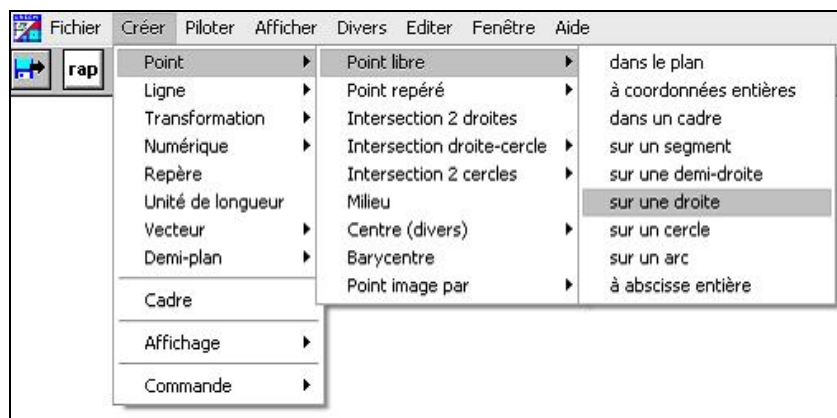 Fichier Créer Piloter Afficher Divers Editer Fenêtre Aide
rap
Point
Ligne
Transformation
Numérique
Repère
Unité de longueur
Vecteur
Demi-plan
Cadre
Affichage
Commande
Point libre
Point repéré
Intersection 2 droites
Intersection droite-cercle
Intersection 2 cercles
Milieu
Centre (divers)
Barycentre
Point image par
dans le plan
à coordonnées entières
dans un cadre
sur un segment
sur une demi-droite
sur une droite
sur un cercle
sur un arc
à abscisse entière